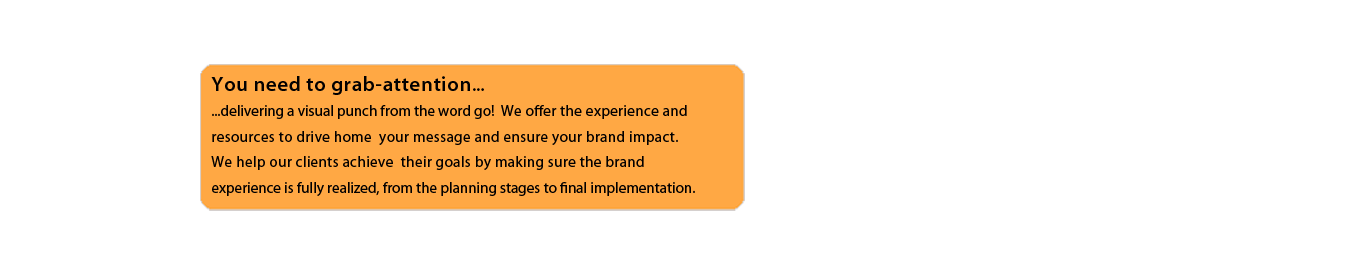 You need to grab-attention...
...delivering a visual punch from the word go!  We offer the experience and
resources to drive home  your message and ensure your brand impact.
We help our clients achieve  their goals by making sure the brand
experience is fully realized, from the planning stages to final implementation.